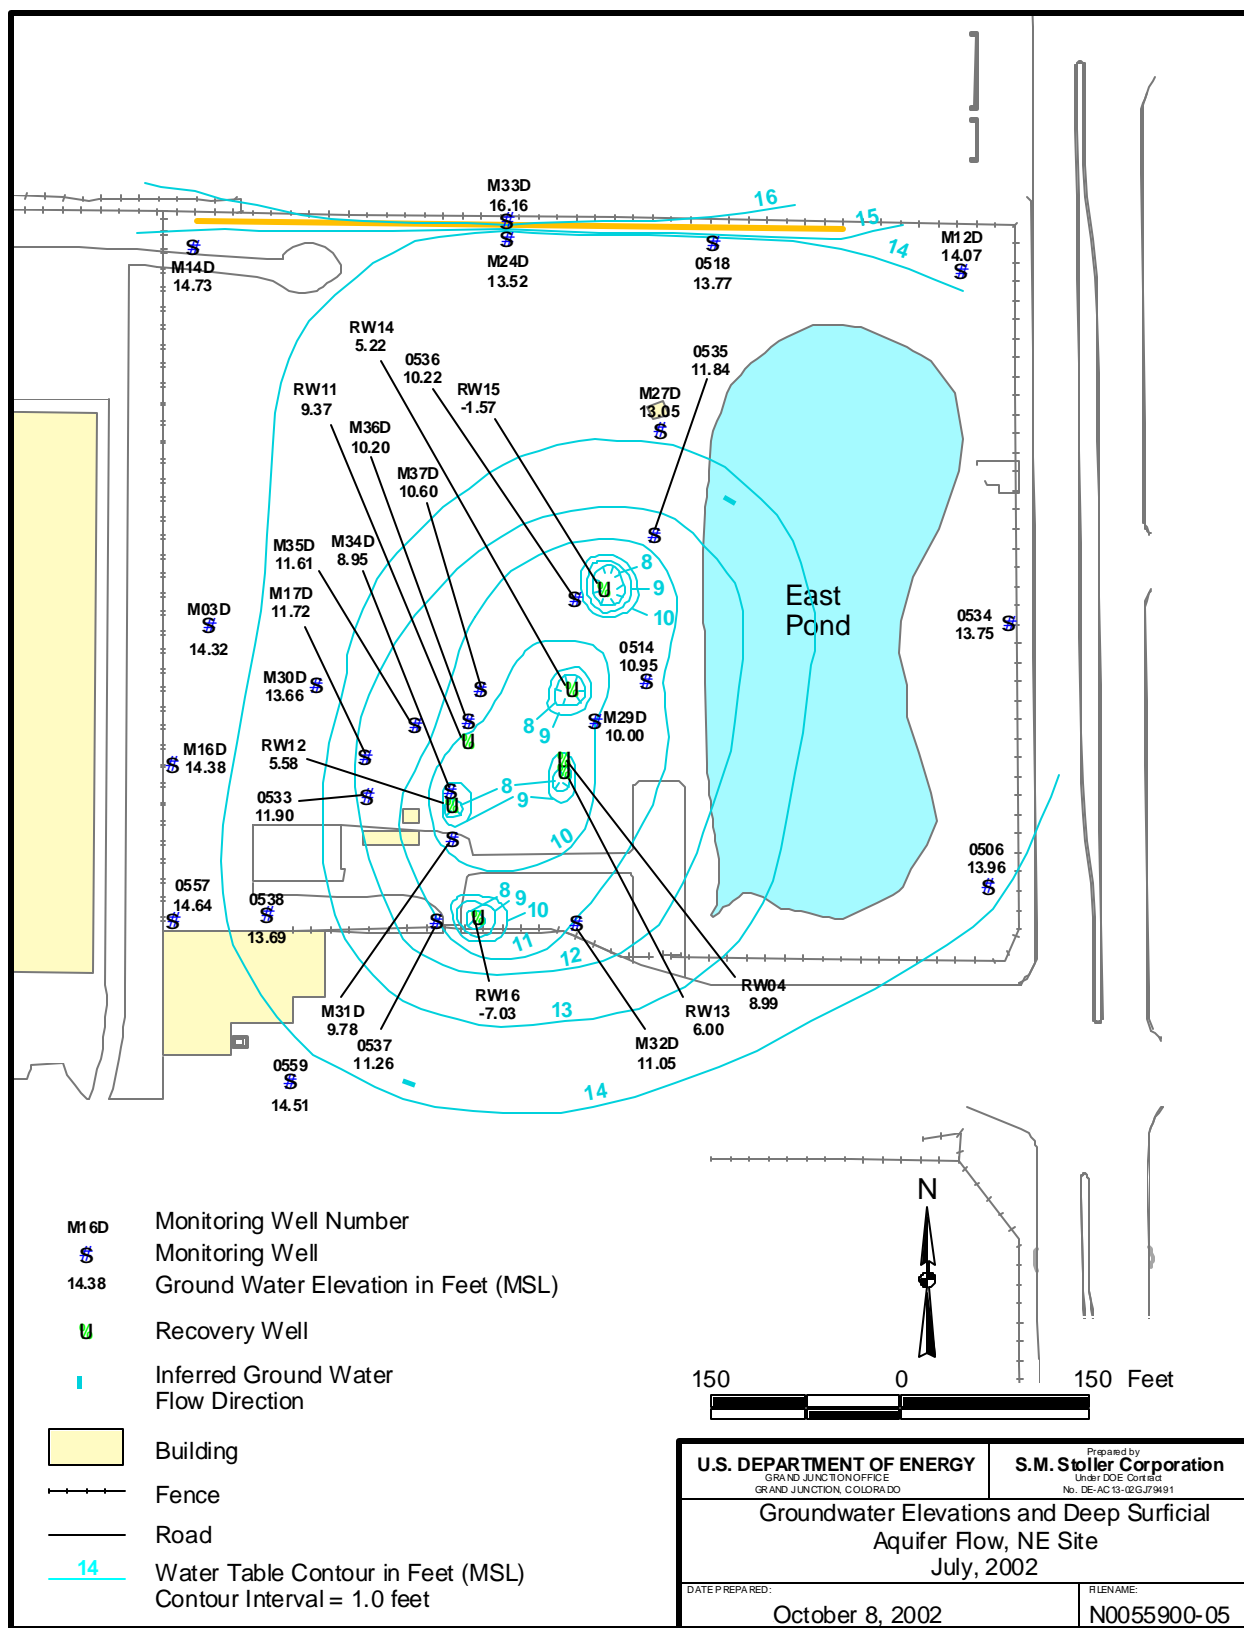 M33D
16.16
16
15
14
M12D
14.07
M14D
14.73
M24D
13.52
0518
13.77
RW14
5.22
0536
10.22
RW15
-1.57
0535
11.84
RW11
9.37
M27D
13.05
M36D
10.20
M37D
10.60
M35D
11.61
M34D
8.95
M17D
11.72
8
9
10
East
Pond
M03D
14.32
0534
13.75
0514
10.95
M30D
13.66
M29D
10.00
8
9
RW12
5.58
M16D
14.38
8
9
0533
11.90
10
0506
13.96
0557
14.64
0538
13.69
8
9
10
11
12
13
14
RW16
-7.03
RW04
8.99
RW13
6.00
M31D
9.78
0537
11.26
M32D
11.05
0559
14.51
N
M16D Monitoring Well Number
Monitoring Well
14.38 Ground Water Elevation in Feet (MSL)
Recovery Well
Inferred Ground Water
Flow Direction
Building
Fence
Road
14 Water Table Contour in Feet (MSL)
Contour Interval = 1.0 feet
150 0 150 Feet
U.S. DEPARTMENT OF ENERGY
GRAND JUNCTION OFFICE
GRAND JUNCTION, COLORADO
Prepared by
S.M. Stoller Corporation
Under DOE Contract
No. DE-AC13-02GJ79491
Groundwater Elevations and Deep Surficial
Aquifer Flow, NE Site
July, 2002
DATE PREPARED:
October 8, 2002
FILENAME:
N0055900-05